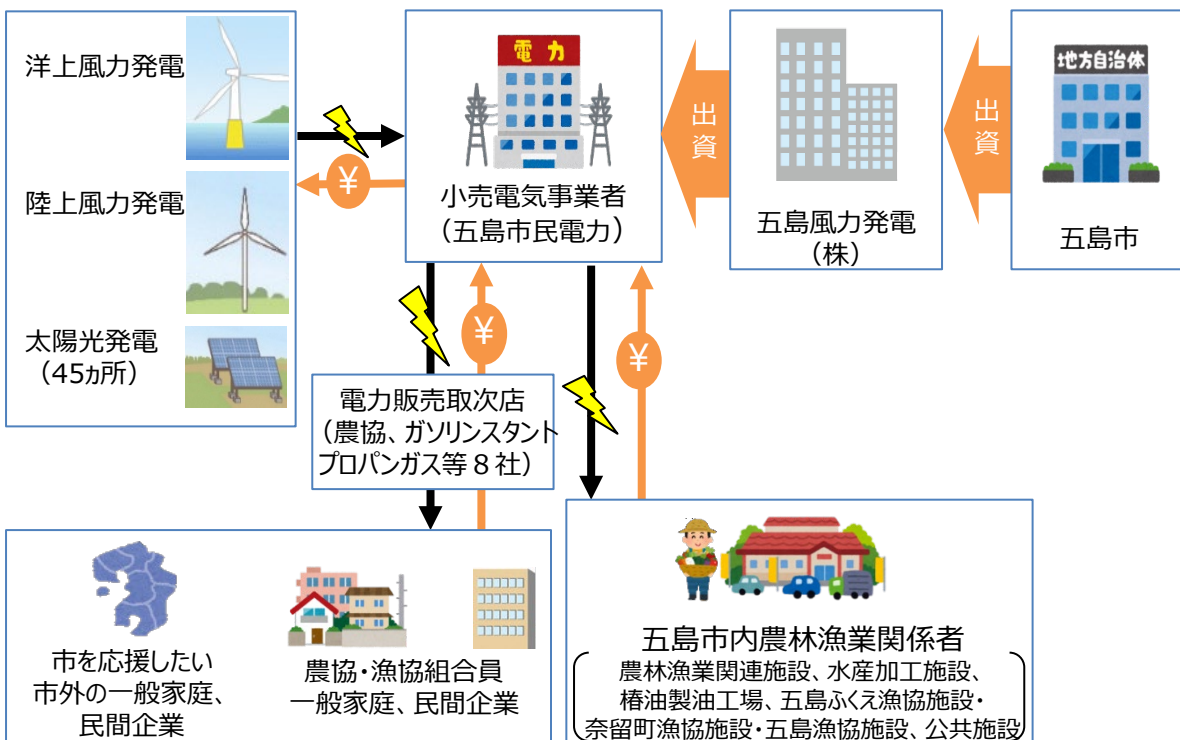 洋上風力発電
陸上風力発電
太陽光発電
（45ヵ所）
¥
電力
小売電気事業者
（五島市民電力）
出資
五島風力発電
（株）
出資
地方自治体
五島市
¥
¥
電力販売取次店
（農協、ガソリンスタント
プロパンガス等８社）
市を応援したい
市外の一般家庭、
民間企業
農協・漁協組合員
一般家庭、民間企業
五島市内農林漁業関係者
農林漁業関連施設、水産加工施設、
椿油製油工場、五島ふくえ漁協施設・
奈留町漁協施設・五島漁協施設、公共施設